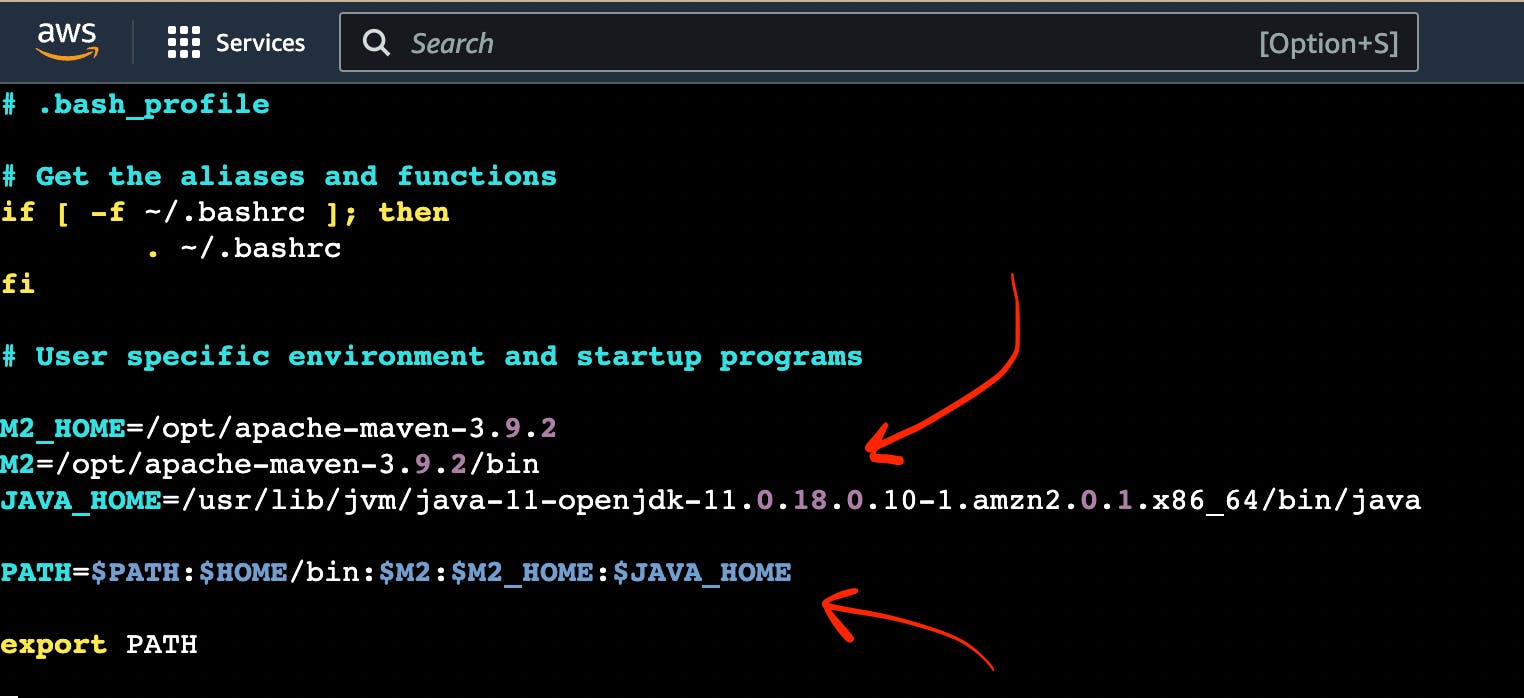 aws Services Search [Option+S]
# .bash_profile
# Get the aliases and functions
if [ -f ~/.bashrc ]; then
        . ~/.bashrc
fi
# User specific environment and startup programs
M2_HOME=/opt/apache-maven-3.9.2
M2=/opt/apache-maven-3.9.2/bin
JAVA_HOME=/usr/lib/jvm/java-11-openjdk-11.0.18.0.10-1.amzn2.0.1.x86_64/bin/java
PATH=$PATH:$HOME/bin:$M2:$M2_HOME:$JAVA_HOME
export PATH